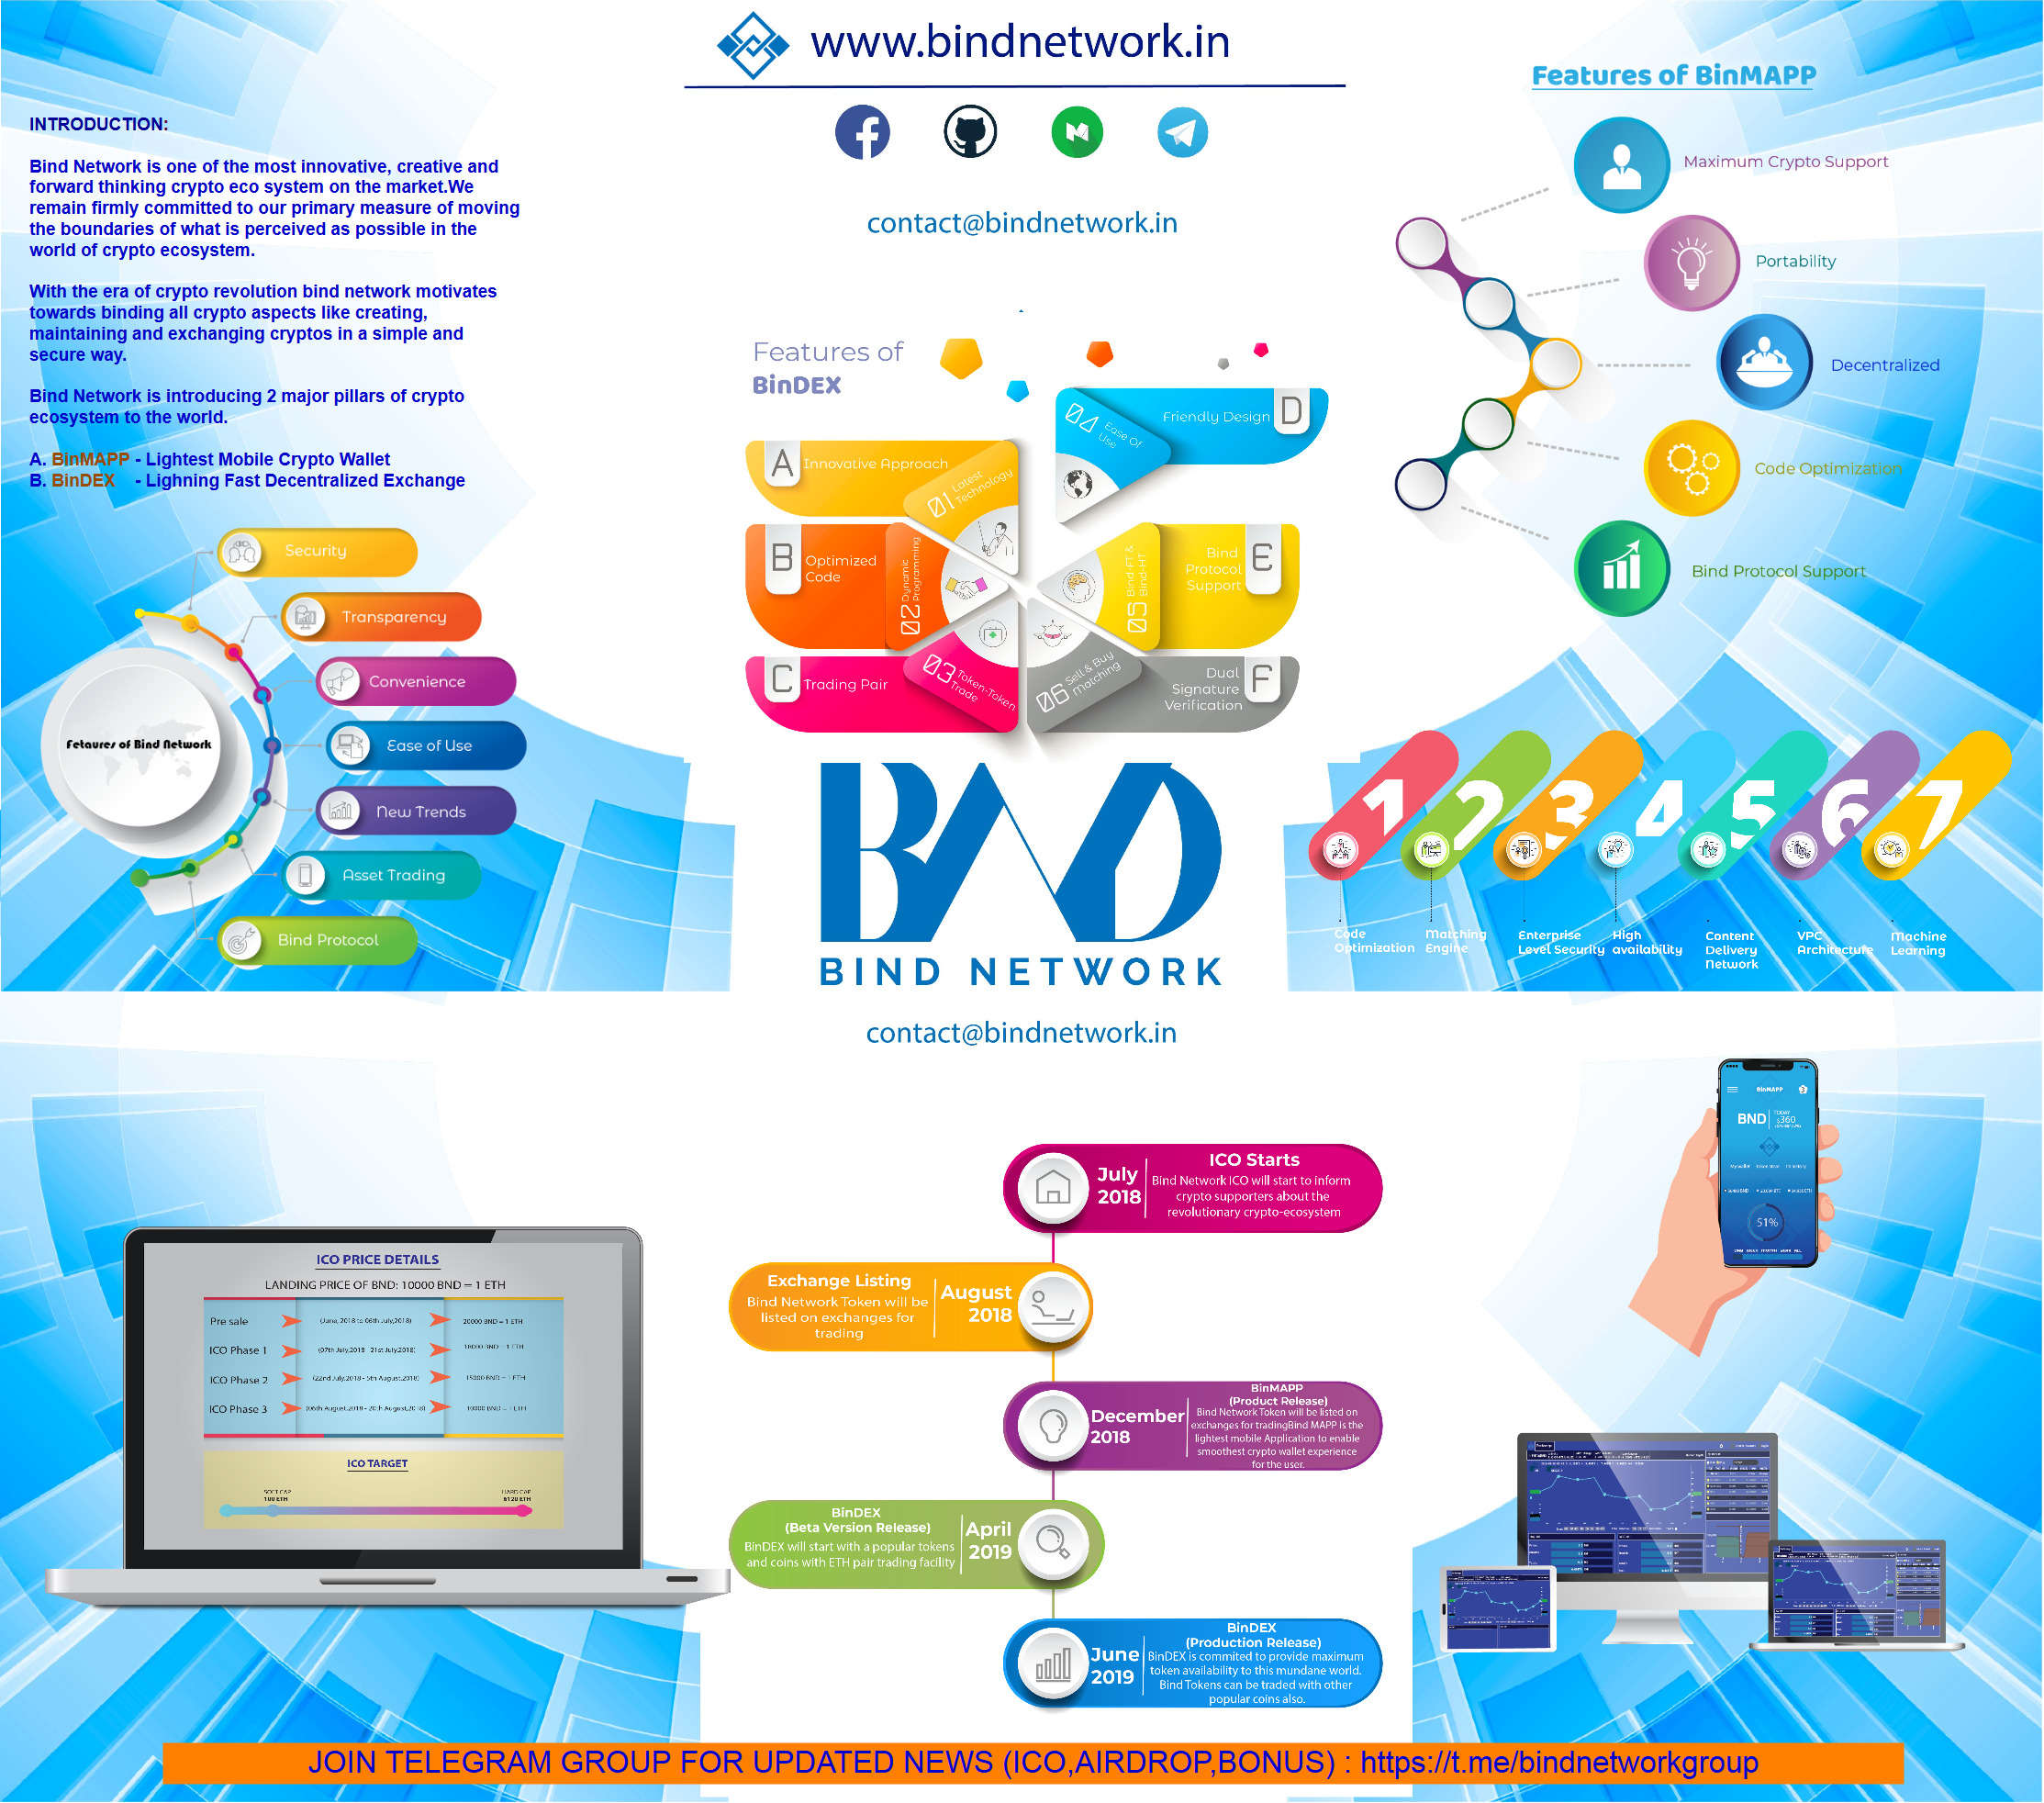 www.bindnetwork.in
contact@bindnetwork.in
INTRODUCTION:
Bind Network is one of the most innovative, creative and
forward thinking crypto eco system on the market.We
remain firmly committed to our primary measure of moving
the boundaries of what is perceived as possible in the
world of crypto ecosystem.
With the era of crypto revolution bind network motivates
towards binding all crypto aspects like creating,
maintaining and exchanging cryptos in a simple and
secure way.
Bind Network is introducing 2 major pillars of crypto
ecosystem to the world.
A. BinMAPP - Lightest Mobile Crypto Wallet
B. BinDEX - Lighning Fast Decentralized Exchange
Fetaures of Bind Network
Security
Transparency
Convenience
Ease of Use
New Trends
Asset Trading
Bind Protocol
Features of
BinDEX
A
Innovative Approach
01 Latest
Technology
B
Optimized
Code
02 Dynamic
Programming
C
Trading Pair
03 Token-Token
Trade
04 Ease Of
Use
Friendly Design
D
05 Bind-FT &
Bind-HT
Bind
Protocol
Support
E
06 Sell & Buy
matching
Dual
Signature
Verification
F
BIND NETWORK
Features of BinMAPP
Maximum Crypto Support
Portability
Decentralized
Code Optimization
Bind Protocol Support
1
2
3
4
5
6
7
Code
Optimization
Matching
Engine
Enterprise
Level Security
High
availability
Content
Delivery
Network
VPC
Architecture
Machine
Learning
contact@bindnetwork.in
ICO PRICE DETAILS
LANDING PRICE OF BND: 10000 BND = 1 ETH
Pre sale (June, 2018 to 06th July,2018) 20000 BND = 1 ETH
ICO Phase 1 (07th July,2018 - 21st July,2018) 18000 BND = 1 ETH
ICO Phase 2 (22nd July,2018 - 5th August,2018) 15000 BND = 1 ETH
ICO Phase 3 (06th August,2018 - 20th August,2018) 10000 BND = 1 ETH
ICO TARGET
SOFT CAP
100 ETH
HARD CAP
6120 ETH
July
2018
ICO Starts
Bind Network ICO will start to inform
crypto supporters about the
revolutionary crypto-ecosystem
Exchange Listing
Bind Network Token will be
listed on exchanges for
trading
August
2018
December
2018
BinMAPP
(Product Release)
Bind Network Token will be listed on
exchanges for tradingBind MAPP is the
lightest mobile Application to enable
smoothest crypto wallet experience
for the user.
BinDEX
(Beta Version Release)
BinDEX will start with a popular tokens
and coins with ETH pair trading facility
April
2019
June
2019
BinDEX
(Production Release)
BinDEX is commited to provide maximum
token availability to this mundane world.
Bind Tokens can be traded with other
popular coins also.
BinMAPP
BND
TODAY
$360
51%
JOIN TELEGRAM GROUP FOR UPDATED NEWS (ICO,AIRDROP,BONUS) : https://t.me/bindnetworkgroup